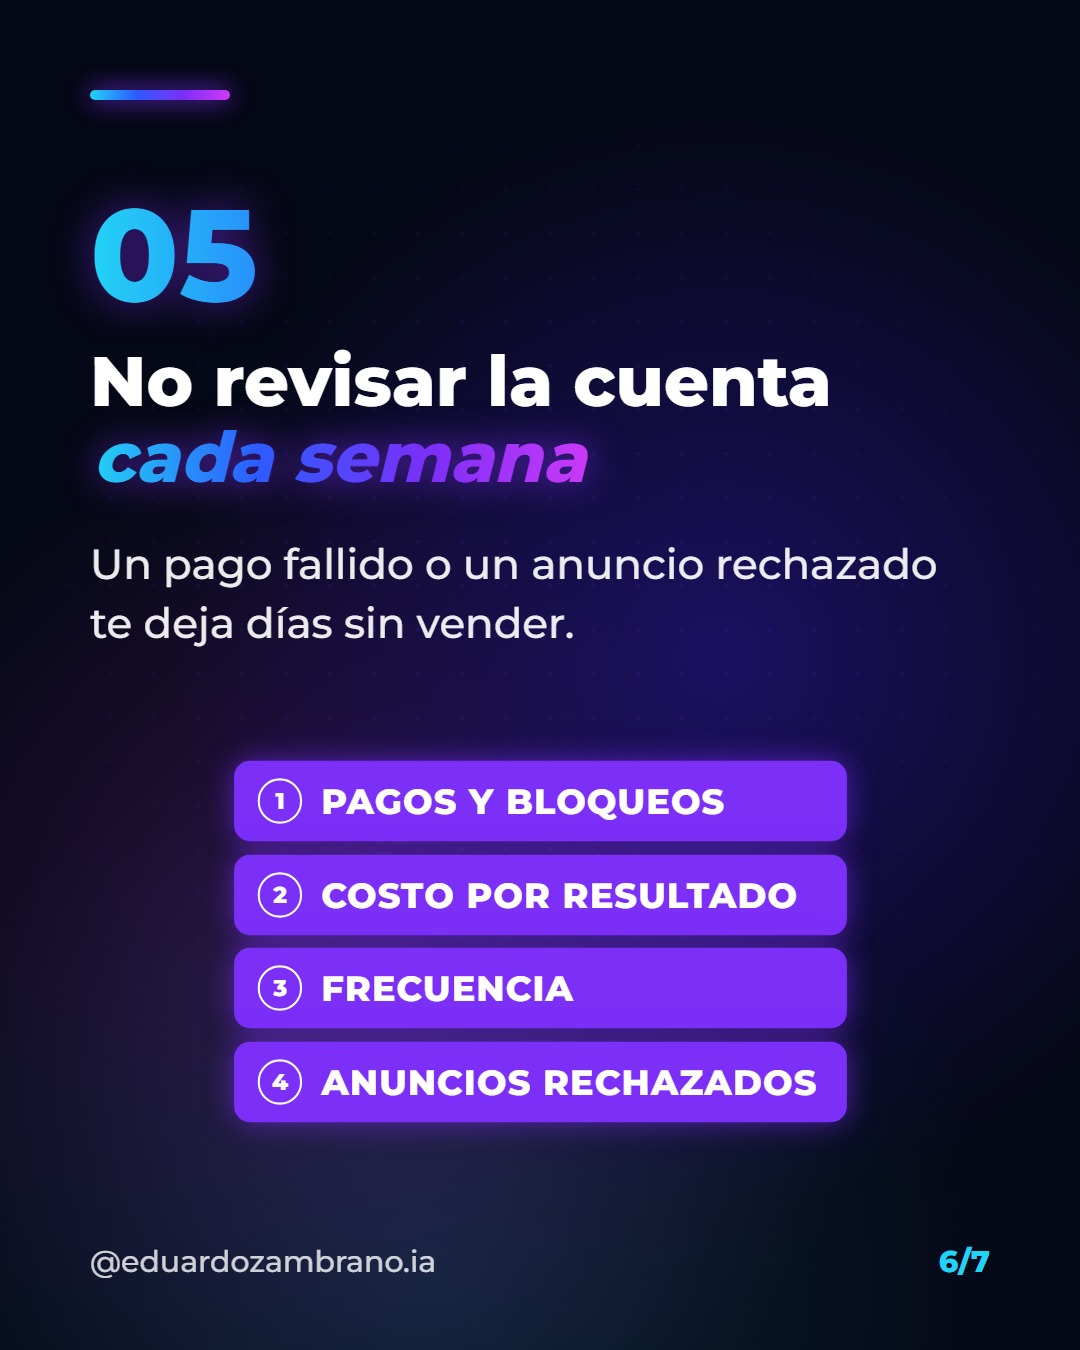 05
No revisar la cuenta
cada semana
Un pago fallido o un anuncio rechazado
te deja días sin vender.
1 PAGOS Y BLOQUEOS
2 COSTO POR RESULTADO
3 FRECUENCIA
4 ANUNCIOS RECHAZADOS
@eduardozambrano.ia
6/7